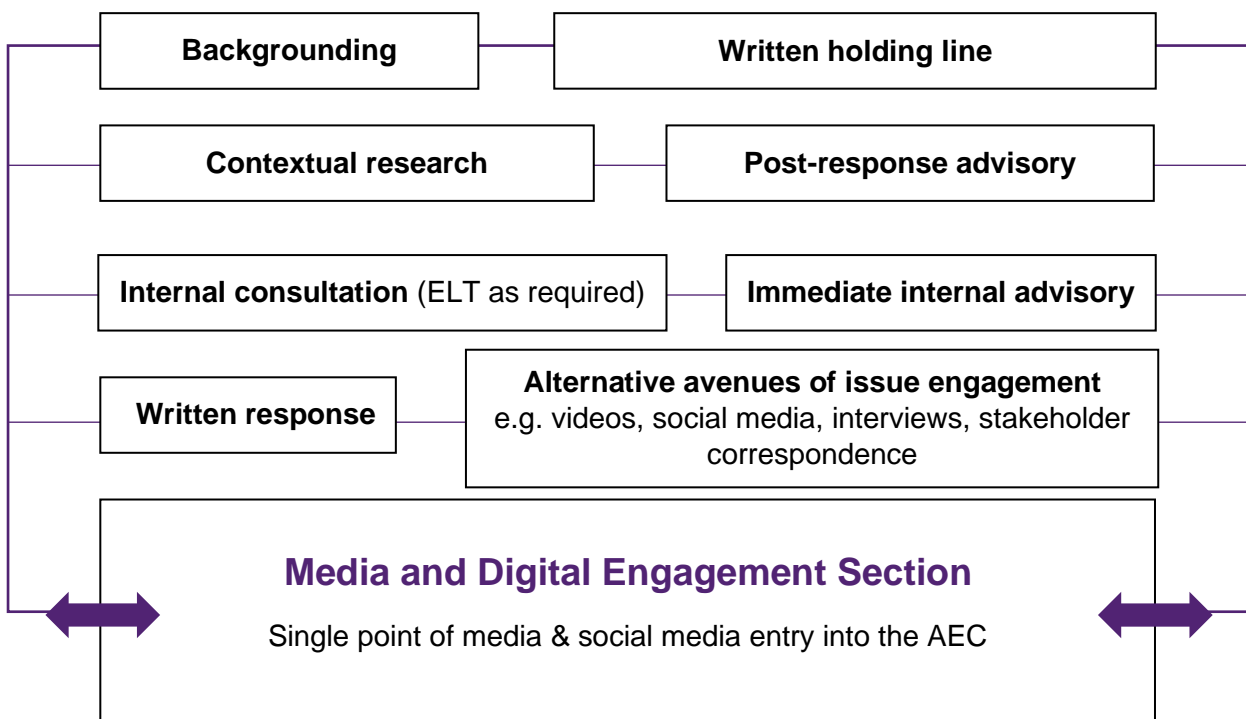 Backgrounding
Written holding line
Contextual research
Post-response advisory
Internal consultation (ELT as required)
Immediate internal advisory
Written response
Alternative avenues of issue engagement
e.g. videos, social media, interviews, stakeholder
correspondence
Media and Digital Engagement Section
Single point of media & social media entry into the AEC